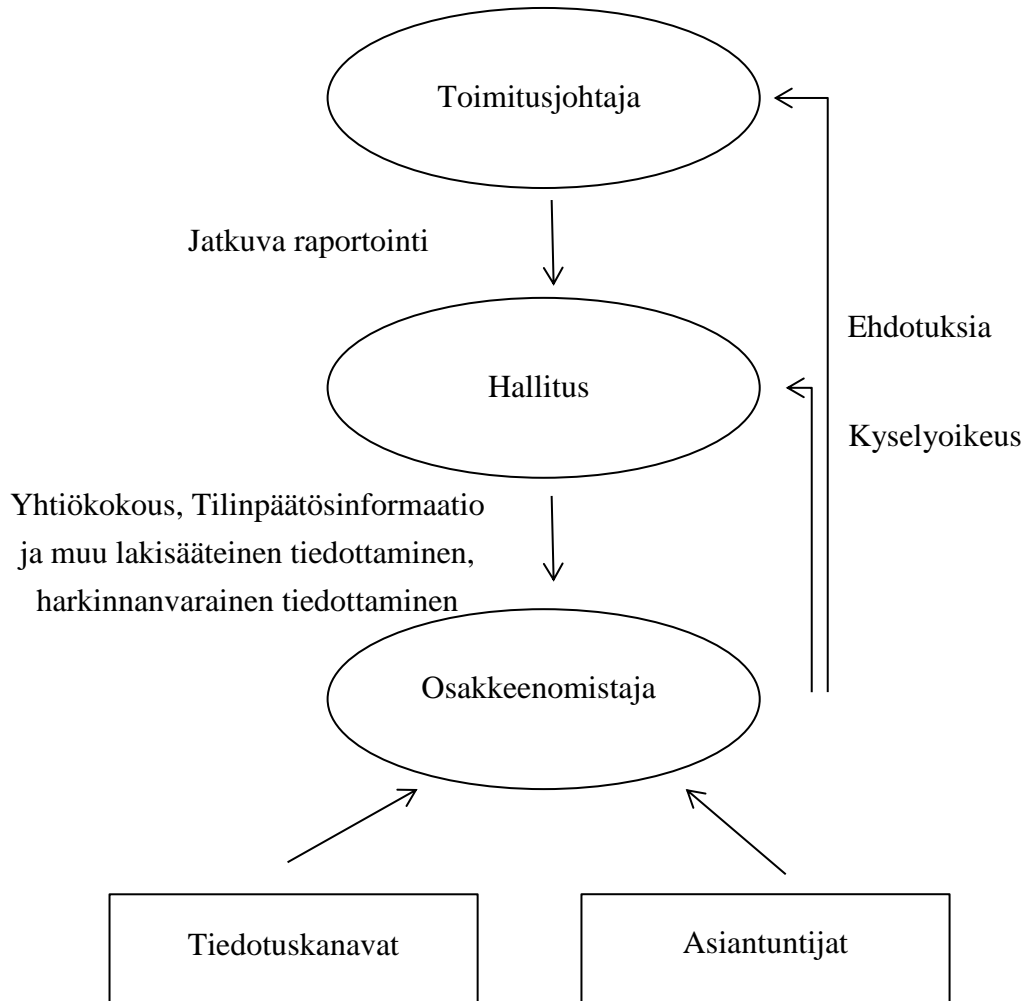 Toimitusjohtaja
Jatkuva raportointi
Ehdotuksia
Hallitus
Kyselyoikeus
Yhtiökokous, Tilinpäätösinformaatio
ja muu lakisääteinen tiedottaminen,
harkinnanvarainen tiedottaminen
Osakkeenomistaja
Tiedotuskanavat
Asiantuntijat